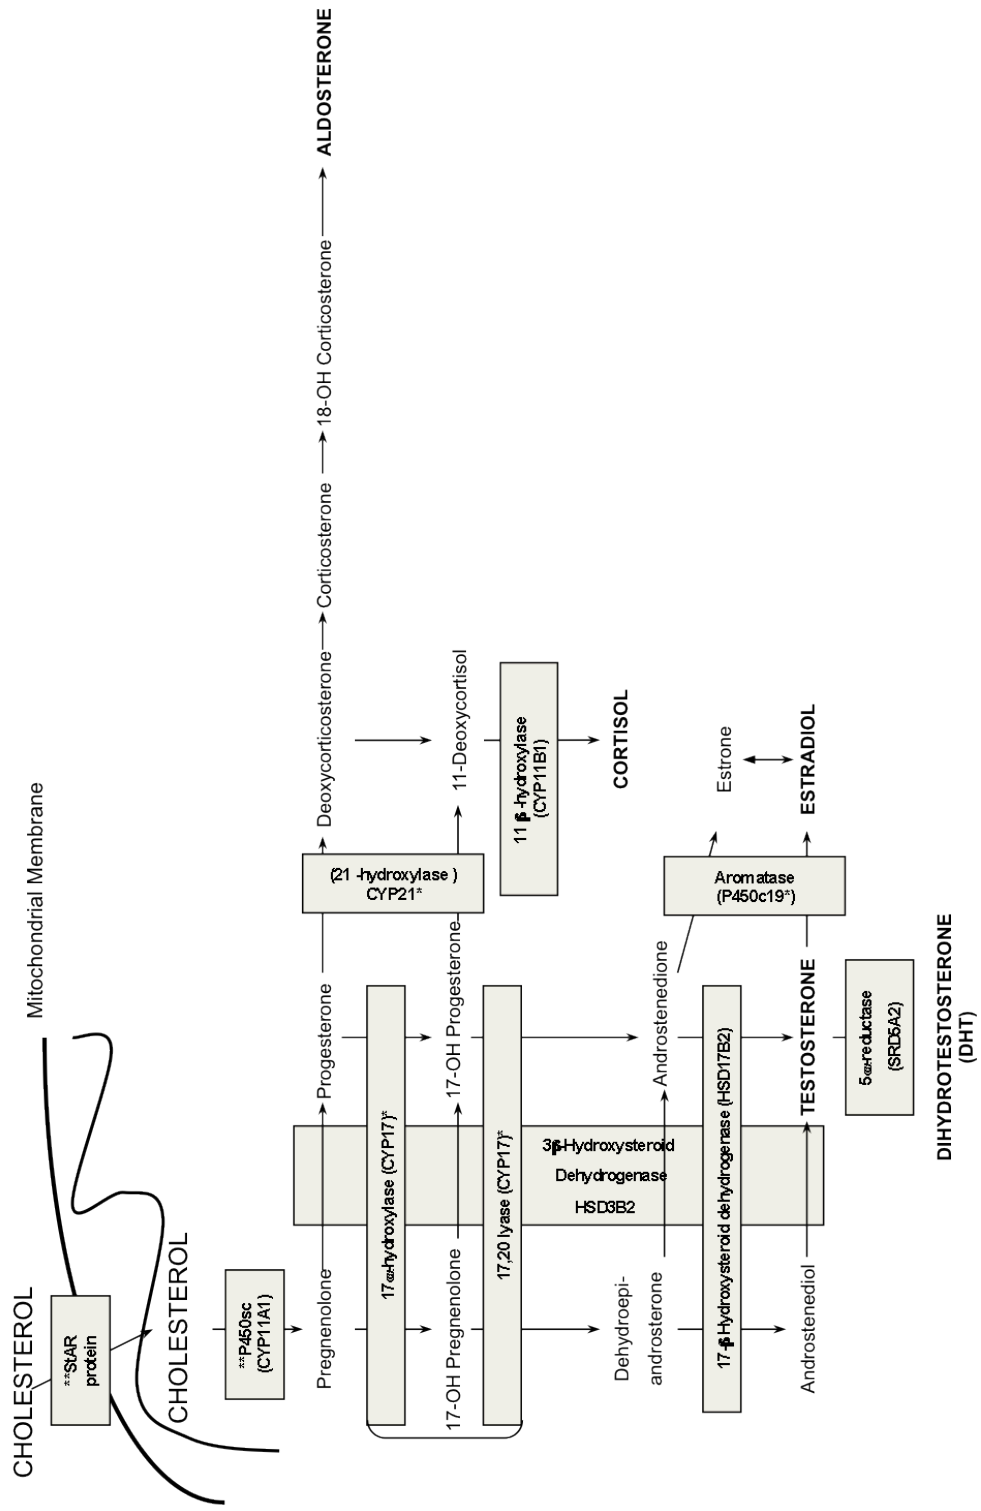 CHOLESTEROL
**StAR
protein
Mitochondrial Membrane
CHOLESTEROL
**P450sc
(CYP11A1)
Pregnenolone
Progesterone
(21 -hydroxylase )
CYP21*
Deoxycorticosterone
Corticosterone
18-OH Corticosterone
ALDOSTERONE
17α-hydroxylase (CYP17)*
17-OH Pregnenolone
17-OH Progesterone
11-Deoxycortisol
17,20 lyase (CYP17)*
11 β -hydroxylase
(CYP11B1)
3β-Hydroxysteroid
Dehydrogenase
HSD3B2
CORTISOL
Dehydroepi-
androsterone
Androstenedione
Aromatase
(P450c19*)
Estrone
17-β-Hydroxysteroid dehydrogenase (HSD17B2)
Androstenediol
TESTOSTERONE
ESTRADIOL
5α-reductase
(SRD5A2)
DIHYDROTESTOSTERONE
(DHT)